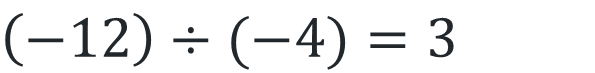 (−12) ÷ (−4) = 3